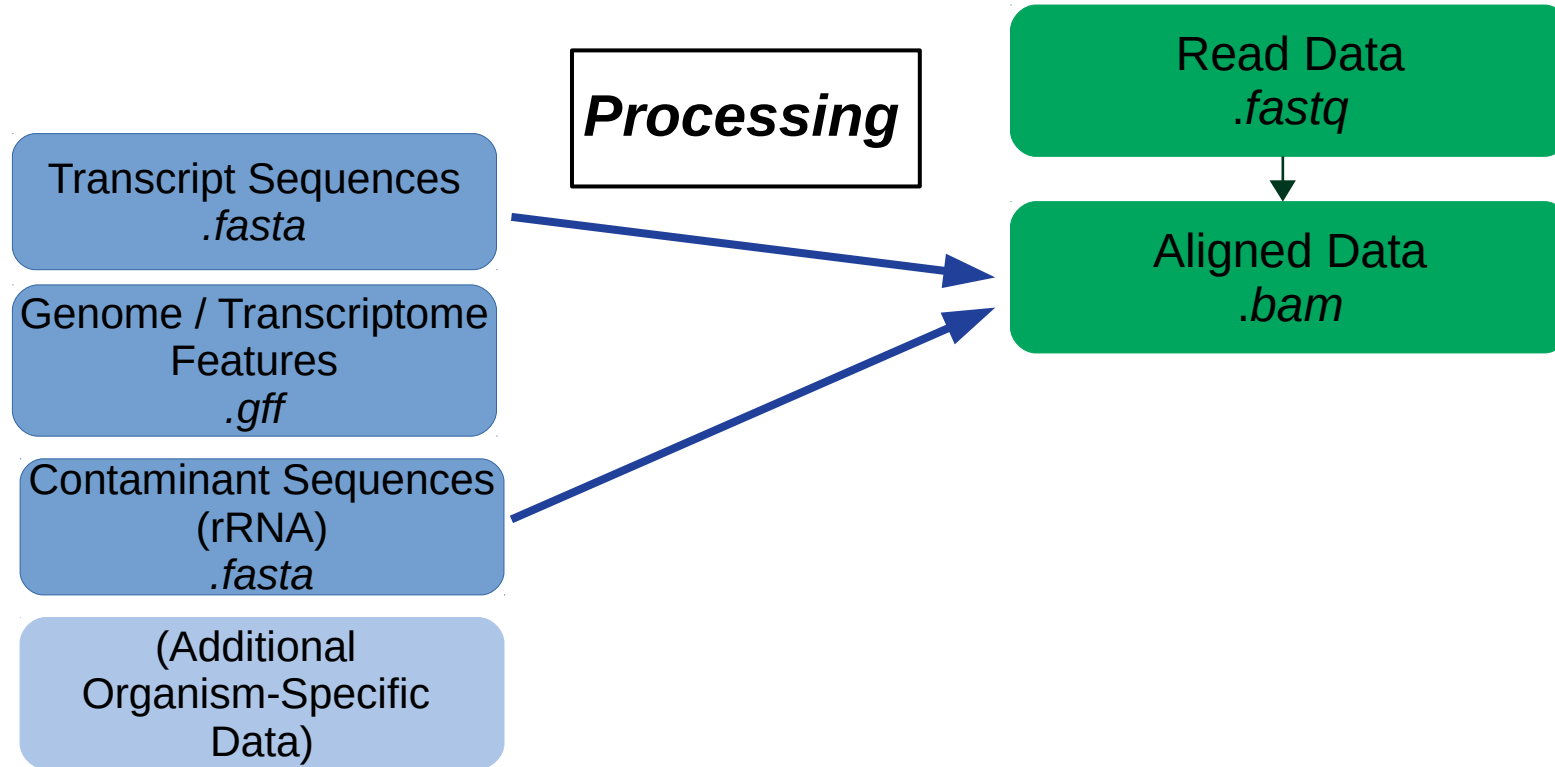 Processing
Transcript Sequences
.fasta
Genome / Transcriptome
Features
.gff
Contaminant Sequences
(rRNA)
.fasta
(Additional
Organism-Specific
Data)
Read Data
.fastq
Aligned Data
.bam